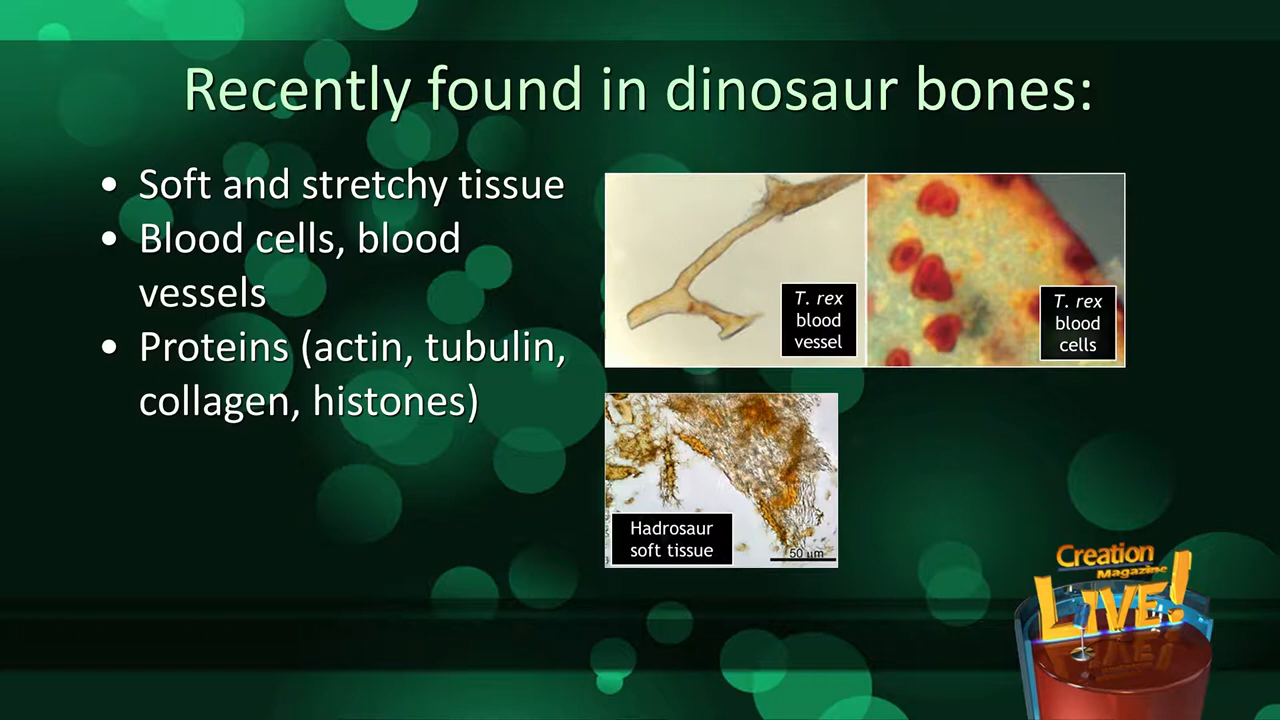 Recently found in dinosaur bones:
• Soft and stretchy tissue
• Blood cells, blood
vessels
• Proteins (actin, tubulin,
collagen, histones)
T. rex
blood
vessel
T. rex
blood
cells
Hadrosaur
soft tissue
50 µm
Creation
Magazine
LIVE!